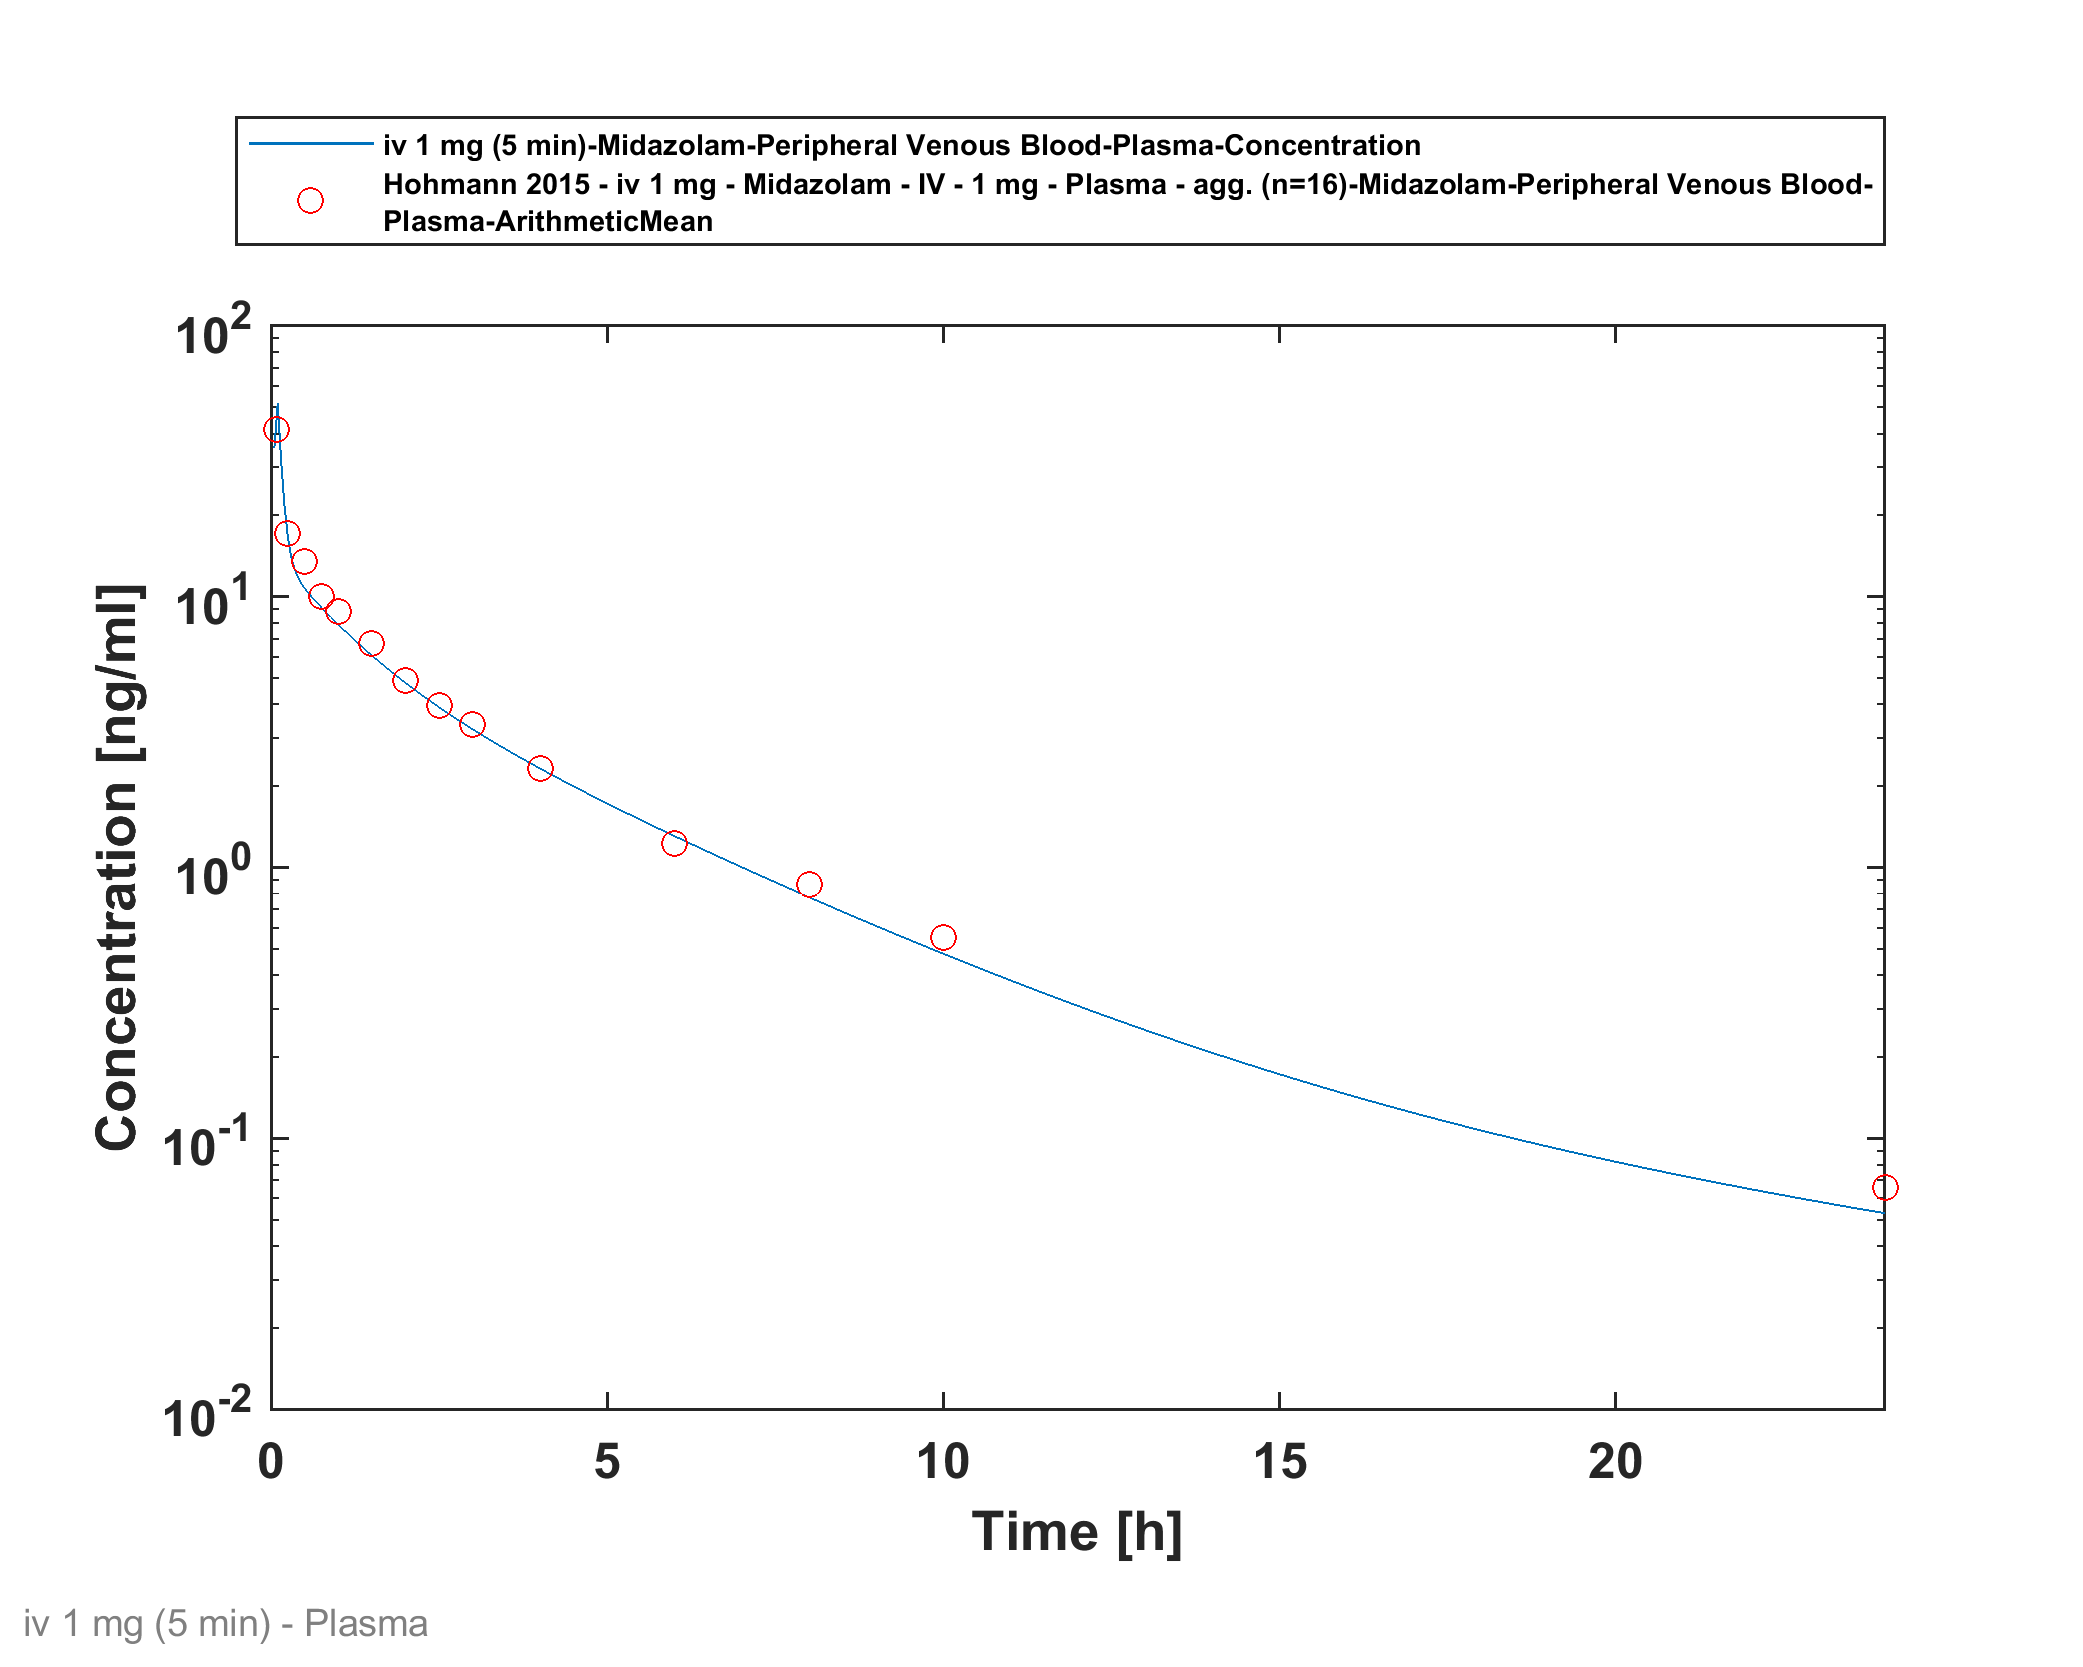 iv 1 mg (5 min)-Midazolam-Peripheral Venous Blood-Plasma-Concentration
Hohmann 2015 - iv 1 mg - Midazolam - IV - 1 mg - Plasma - agg. (n=16)-Midazolam-Peripheral Venous Blood-
Plasma-ArithmeticMean
10^2
10^1
10^0
10^-1
10^-2
Concentration [ng/ml]
0 5 10 15 20
Time [h]
iv 1 mg (5 min) - Plasma